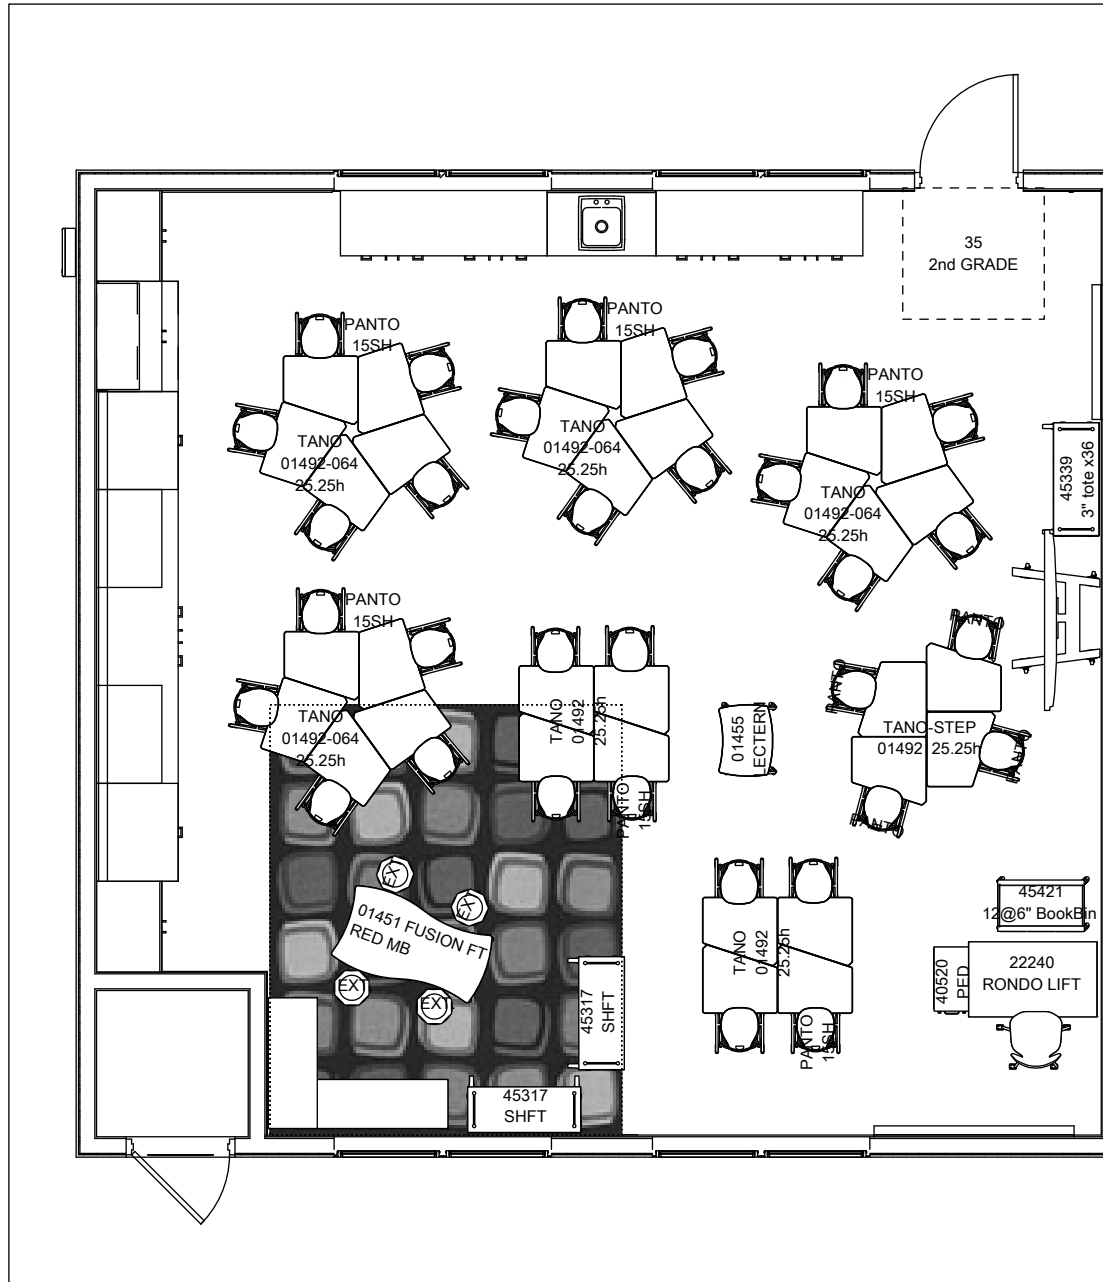 35
2nd GRADE
PANTO
15SH
PANTO
15SH
PANTO
15SH
TANO
01492-064
25.25h
TANO
01492-064
25.25h
TANO
01492-064
25.25h
45339
3" tote x36
PANTO
15SH
TANO
01492-064
25.25h
TANO
01492
25.25h
PANTO
15SH
01455
LECTERN
PANTO
PANTO
TANO-STEP
01492 25.25h
PANTO
PANTO
EXT.
EXT.
01451 FUSION FT
RED MB
EXT.
EXT.
45317
SHFT
45317
SHFT
TANO
01492
25.25h
PANTO
15SH
45421
12@6" BookBin
40520
PED
22240
RONDO LIFT